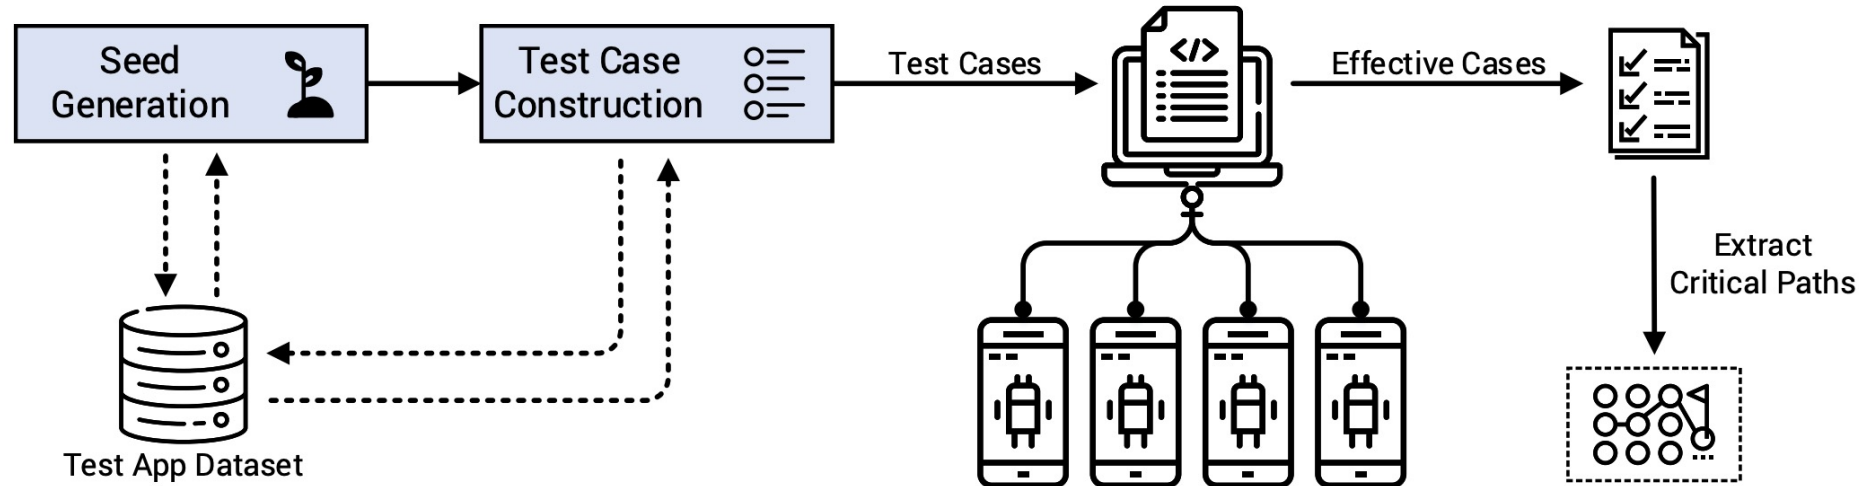 Seed
Generation
Test Case
Construction
Test Cases
</>
Effective Cases
Extract
Critical Paths
Test App Dataset